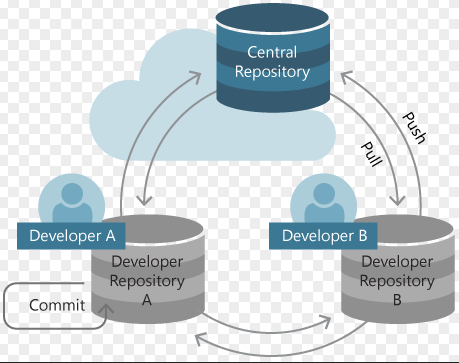 Central
Repository
Push
Pull
Developer A
Developer B
Developer
Repository
A
Developer
Repository
B
Commit